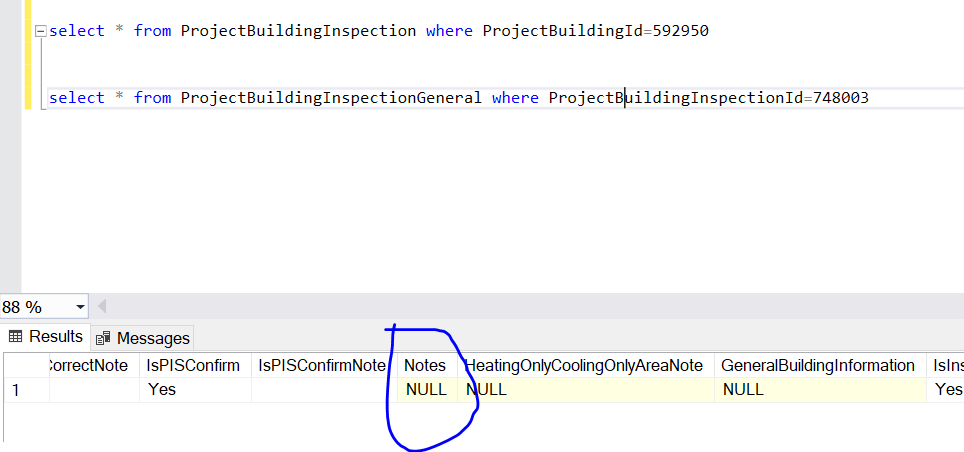 select * from ProjectBuildingInspection where ProjectBuildingId=592950
select * from ProjectBuildingInspectionGeneral where ProjectBuildingInspectionId=748003
88 %
Results Messages
CorrectNote IsPISConfirm IsPISConfirmNote Notes HeatingOnlyCoolingOnlyAreaNote GeneralBuildingInformation IsIns
1 Yes NULL NULL NULL Yes